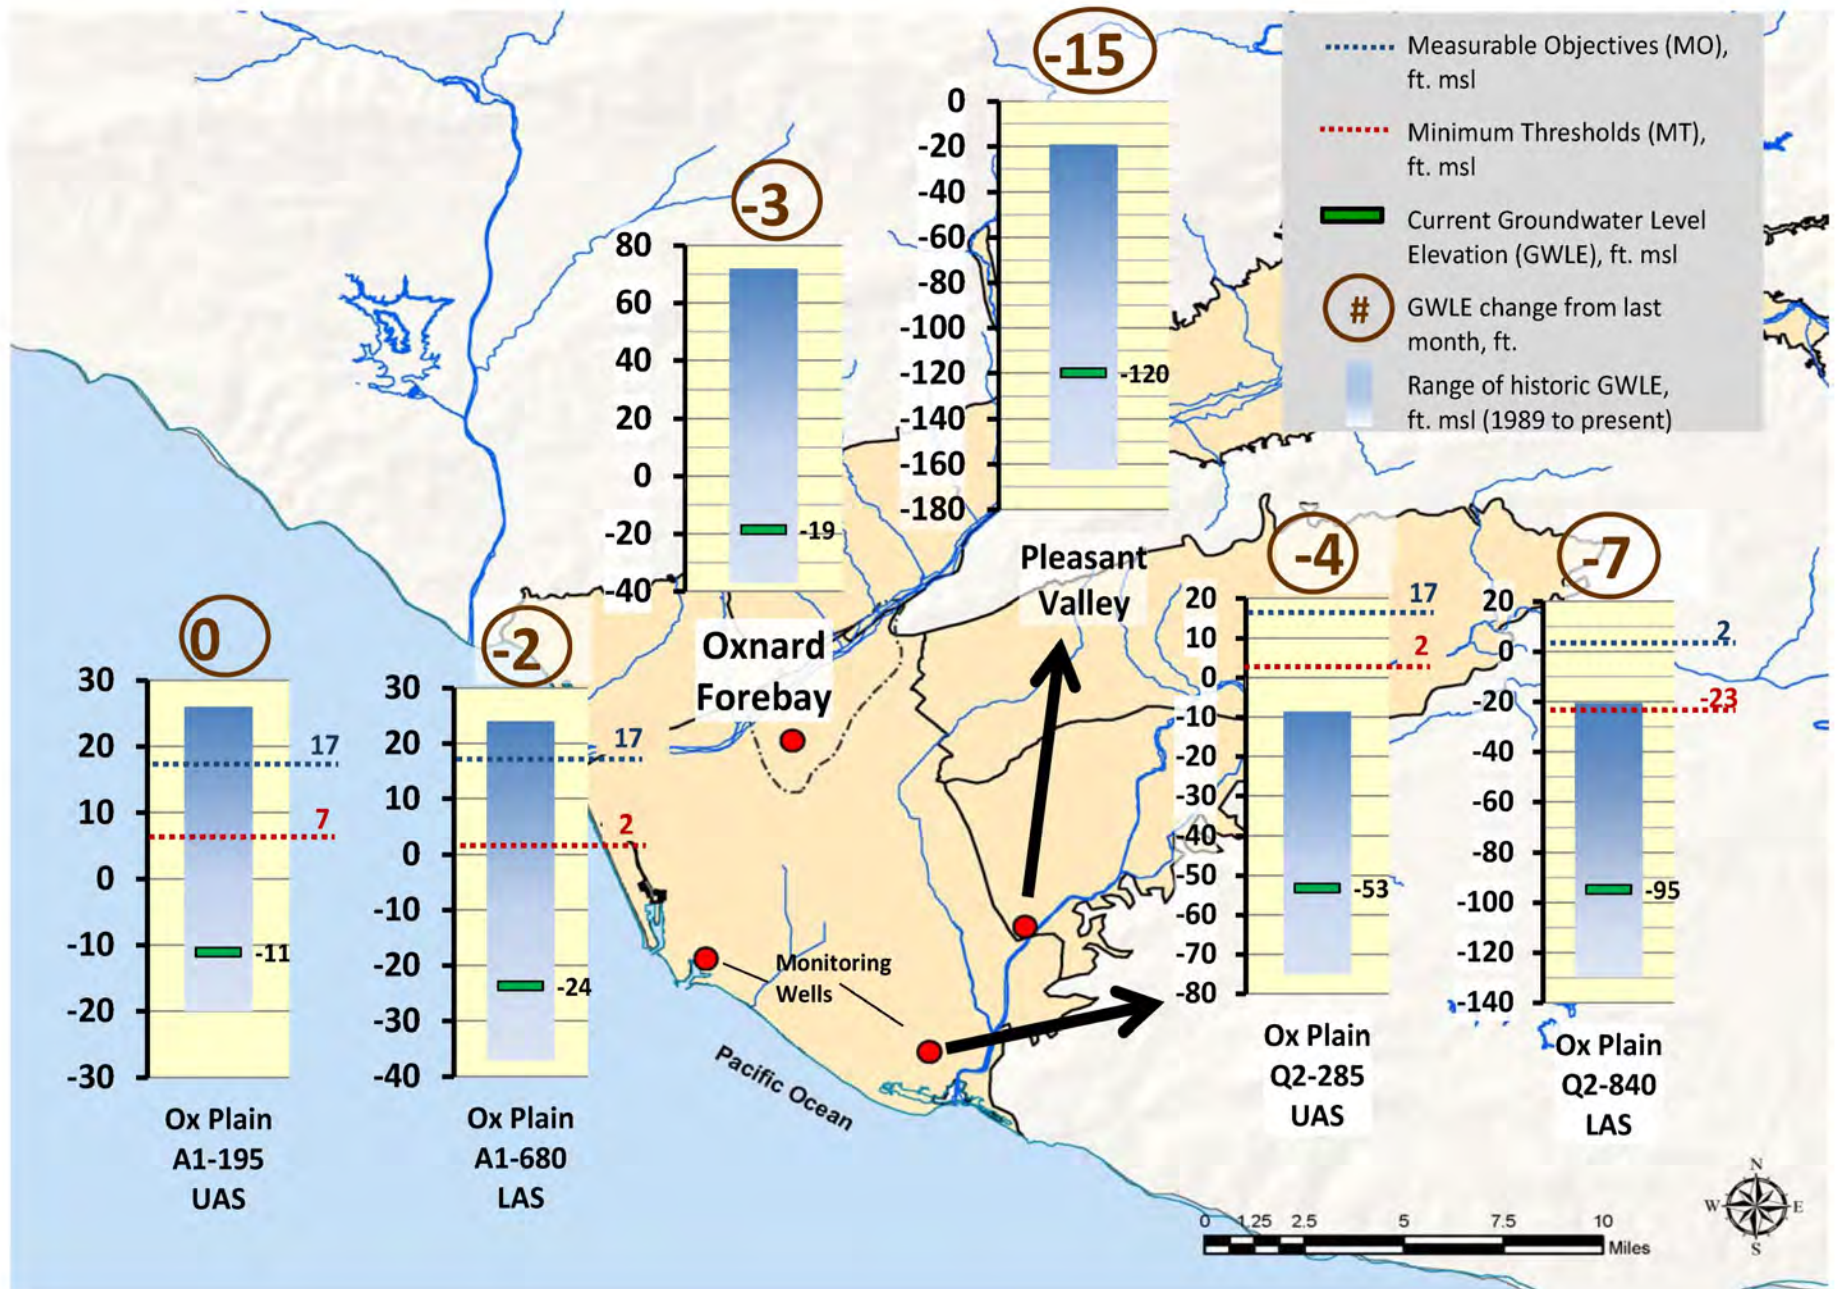 -15
Measurable Objectives (MO),
ft. msl
Minimum Thresholds (MT),
ft. msl
Current Groundwater Level
Elevation (GWLE), ft. msl
#
GWLE change from last
month, ft.
Range of historic GWLE,
ft. msl (1989 to present)
0
-20
-40
-60
-80
-100
-120
-140
-160
-180
-120
Pleasant
Valley
-3
80
60
40
20
0
-20
-40
-19
Oxnard
Forebay
0
30
20
10
0
-10
-20
-30
17
7
-11
Ox Plain
A1-195
UAS
-2
30
20
10
0
-10
-20
-30
-40
17
2
-24
Ox Plain
A1-680
LAS
Monitoring
Wells
Pacific Ocean
-4
20
10
0
-10
-20
-30
-40
-50
-60
-70
-80
17
2
-53
Ox Plain
Q2-285
UAS
-7
20
0
-20
-40
-60
-80
-100
-120
-140
2
-23
-95
Ox Plain
Q2-840
LAS
N
W E
S
0 1.25 2.5 5 7.5 10
Miles